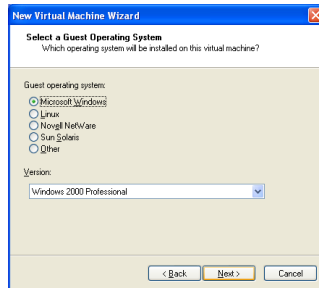 New Virtual Machine Wizard
Select a Guest Operating System
Which operating system will be installed on this virtual machine?
Guest operating system:
Microsoft Windows
Linux
Novell NetWare
Sun Solaris
Other
Version:
Windows 2000 Professional
< Back Next > Cancel